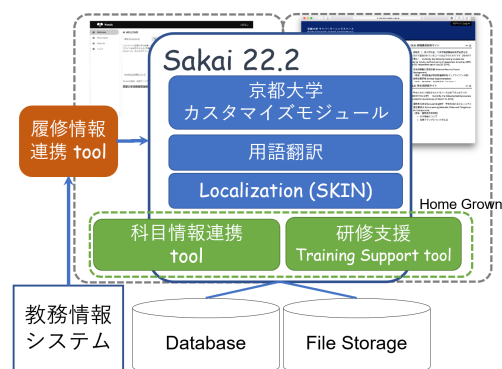 Sakai 22.2
京都大学
カスタマイズモジュール
履修情報
連携 tool
用語翻訳
Localization (SKIN)
Home Grown
科目情報連携
tool
研修支援
Training Support tool
教務情報
システム
Database
File Storage